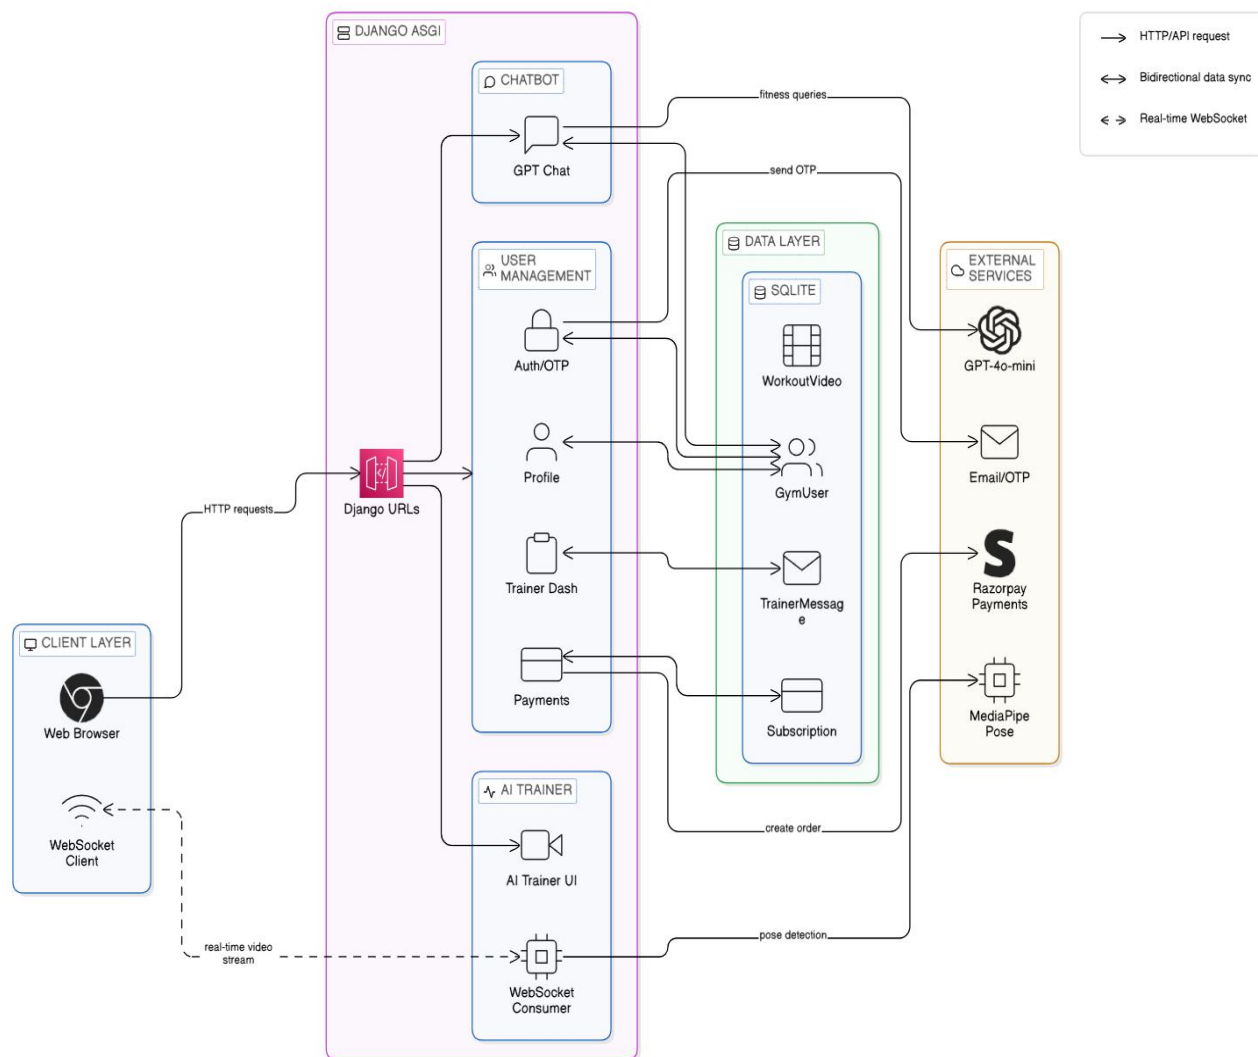 DJANGO ASGI
HTTP/API request
Bidirectional data sync
Real-time WebSocket
CHATBOT
GPT Chat
fitness queries
send OTP
USER
MANAGEMENT
Auth/OTP
Profile
Trainer Dash
Payments
Django URLs
HTTP requests
DATA LAYER
SQLITE
WorkoutVideo
GymUser
TrainerMessag
e
Subscription
EXTERNAL
SERVICES
GPT-4o-mini
Email/OTP
Razorpay
Payments
MediaPipe
Pose
CLIENT LAYER
Web Browser
WebSocket
Client
AI TRAINER
AI Trainer UI
WebSocket
Consumer
create order
pose detection
real-time video
stream